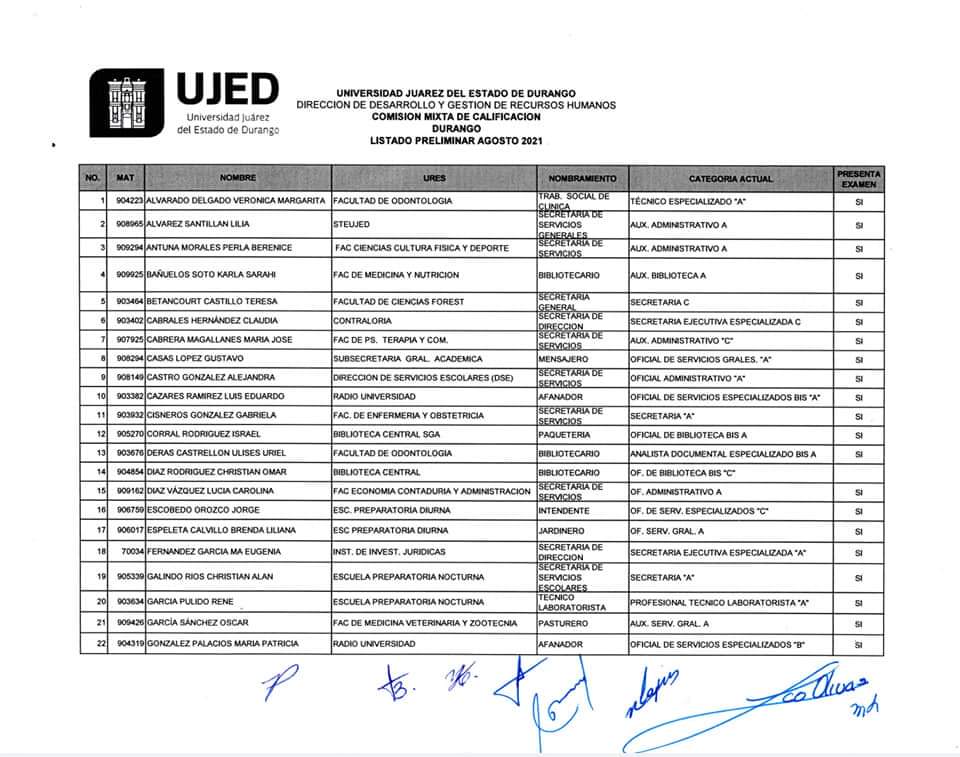 UJED
Universidad Juárez
del Estado de Durango
UNIVERSIDAD JUAREZ DEL ESTADO DE DURANGO
DIRECCION DE DESARROLLO Y GESTION DE RECURSOS HUMANOS
COMISION MIXTA DE CALIFICACION
DURANGO
LISTADO PRELIMINAR AGOSTO 2021
NO. MAT NOMBRE URES NOMBRAMIENTO CATEGORIA ACTUAL PRESENTA EXAMEN
1 904223 ALVARADO DELGADO VERONICA MARGARITA FACULTAD DE ODONTOLOGIA TRAB. SOCIAL DE CLINICA TÉCNICO ESPECIALIZADO "A" SI
2 908965 ALVAREZ SANTILLAN LILIA STEUJED SECRETARIA DE SERVICIOS GENERALES AUX. ADMINISTRATIVO A SI
3 909294 ANTUNA MORALES PERLA BERENICE FAC CIENCIAS CULTURA FISICA Y DEPORTE SECRETARIA DE SERVICIOS AUX. ADMINISTRATIVO A SI
4 909925 BAÑUELOS SOTO KARLA SARAHI FAC DE MEDICINA Y NUTRICION BIBLIOTECARIO AUX. BIBLIOTECA A SI
5 903464 BETANCOURT CASTILLO TERESA FACULTAD DE CIENCIAS FOREST SECRETARIA GENERAL SECRETARIA C SI
6 903402 CABRALES HERNÁNDEZ CLAUDIA CONTRALORIA SECRETARIA DE DIRECCION SECRETARIA EJECUTIVA ESPECIALIZADA C SI
7 907925 CABRERA MAGALLANES MARIA JOSE FAC DE PS. TERAPIA Y COM. SECRETARIA DE SERVICIOS AUX. ADMINISTRATIVO "C" SI
8 908294 CASAS LOPEZ GUSTAVO SUBSECRETARIA GRAL. ACADEMICA MENSAJERO OFICIAL DE SERVICIOS GRALES. "A" SI
9 908149 CASTRO GONZALEZ ALEJANDRA DIRECCION DE SERVICIOS ESCOLARES (DSE) SECRETARIA DE SERVICIOS OFICIAL ADMINISTRATIVO "A" SI
10 903382 CAZARES RAMIREZ LUIS EDUARDO RADIO UNIVERSIDAD AFANADOR OFICIAL DE SERVICIOS ESPECIALIZADOS BIS "A" SI
11 903932 CISNEROS GONZALEZ GABRIELA FAC. DE ENFERMERIA Y OBSTETRICIA SECRETARIA DE SERVICIOS SECRETARIA "A" SI
12 905270 CORRAL RODRIGUEZ ISRAEL BIBLIOTECA CENTRAL SGA PAQUETERIA OFICIAL DE BIBLIOTECA BIS A SI
13 903676 DERAS CASTRELLON ULISES URIEL FACULTAD DE ODONTOLOGIA BIBLIOTECARIO ANALISTA DOCUMENTAL ESPECIALIZADO BIS A SI
14 904854 DIAZ RODRIGUEZ CHRISTIAN OMAR BIBLIOTECA CENTRAL BIBLIOTECARIO OF. DE BIBLIOTECA BIS "C"
15 909162 DIAZ VÁZQUEZ LUCIA CAROLINA FAC ECONOMIA CONTADURIA Y ADMINISTRACION SECRETARIA DE SERVICIOS OF. ADMINISTRATIVO A SI
16 906759 ESCOBEDO OROZCO JORGE ESC. PREPARATORIA DIURNA INTENDENTE OF. DE SERV. ESPECIALIZADOS "C" SI
17 906017 ESPELETA CALVILLO BRENDA LILIANA ESC PREPARATORIA DIURNA JARDINERO OF. SERV. GRAL. A SI
18 70034 FERNANDEZ GARCIA MA EUGENIA INST. DE INVEST. JURIDICAS SECRETARIA DE DIRECCION SECRETARIA EJECUTIVA ESPECIALIZADA "A" SI
19 905339 GALINDO RIOS CHRISTIAN ALAN ESCUELA PREPARATORIA NOCTURNA SECRETARIA DE SERVICIOS ESCOLARES SECRETARIA "A" SI
20 903634 GARCIA PULIDO RENE ESCUELA PREPARATORIA NOCTURNA TECNICO LABORATORISTA PROFESIONAL TECNICO LABORATORISTA "A" SI
21 909426 GARCÍA SÁNCHEZ OSCAR FAC DE MEDICINA VETERINARIA Y ZOOTECNIA PASTURERO AUX. SERV. GRAL. A SI
22 904319 GONZALEZ PALACIOS MARIA PATRICIA RADIO UNIVERSIDAD AFANADOR OFICIAL DE SERVICIOS ESPECIALIZADOS "B" SI